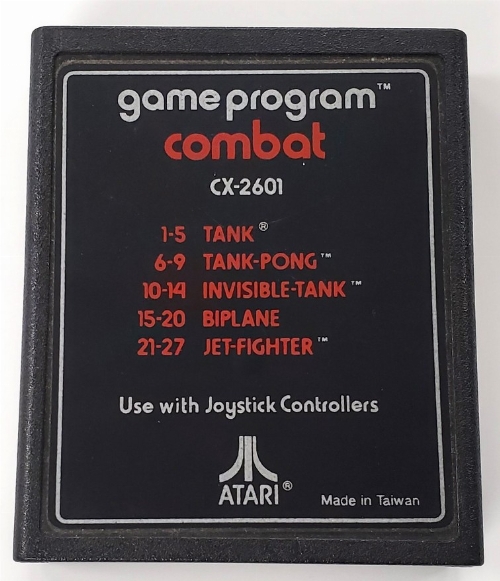 game program™
combat
CX-2601
1-5 TANK®
6-9 TANK-PONG™
10-14 INVISIBLE-TANK™
15-20 BIPLANE
21-27 JET-FIGHTER™
Use with Joystick Controllers
ATARI®
Made in Taiwan